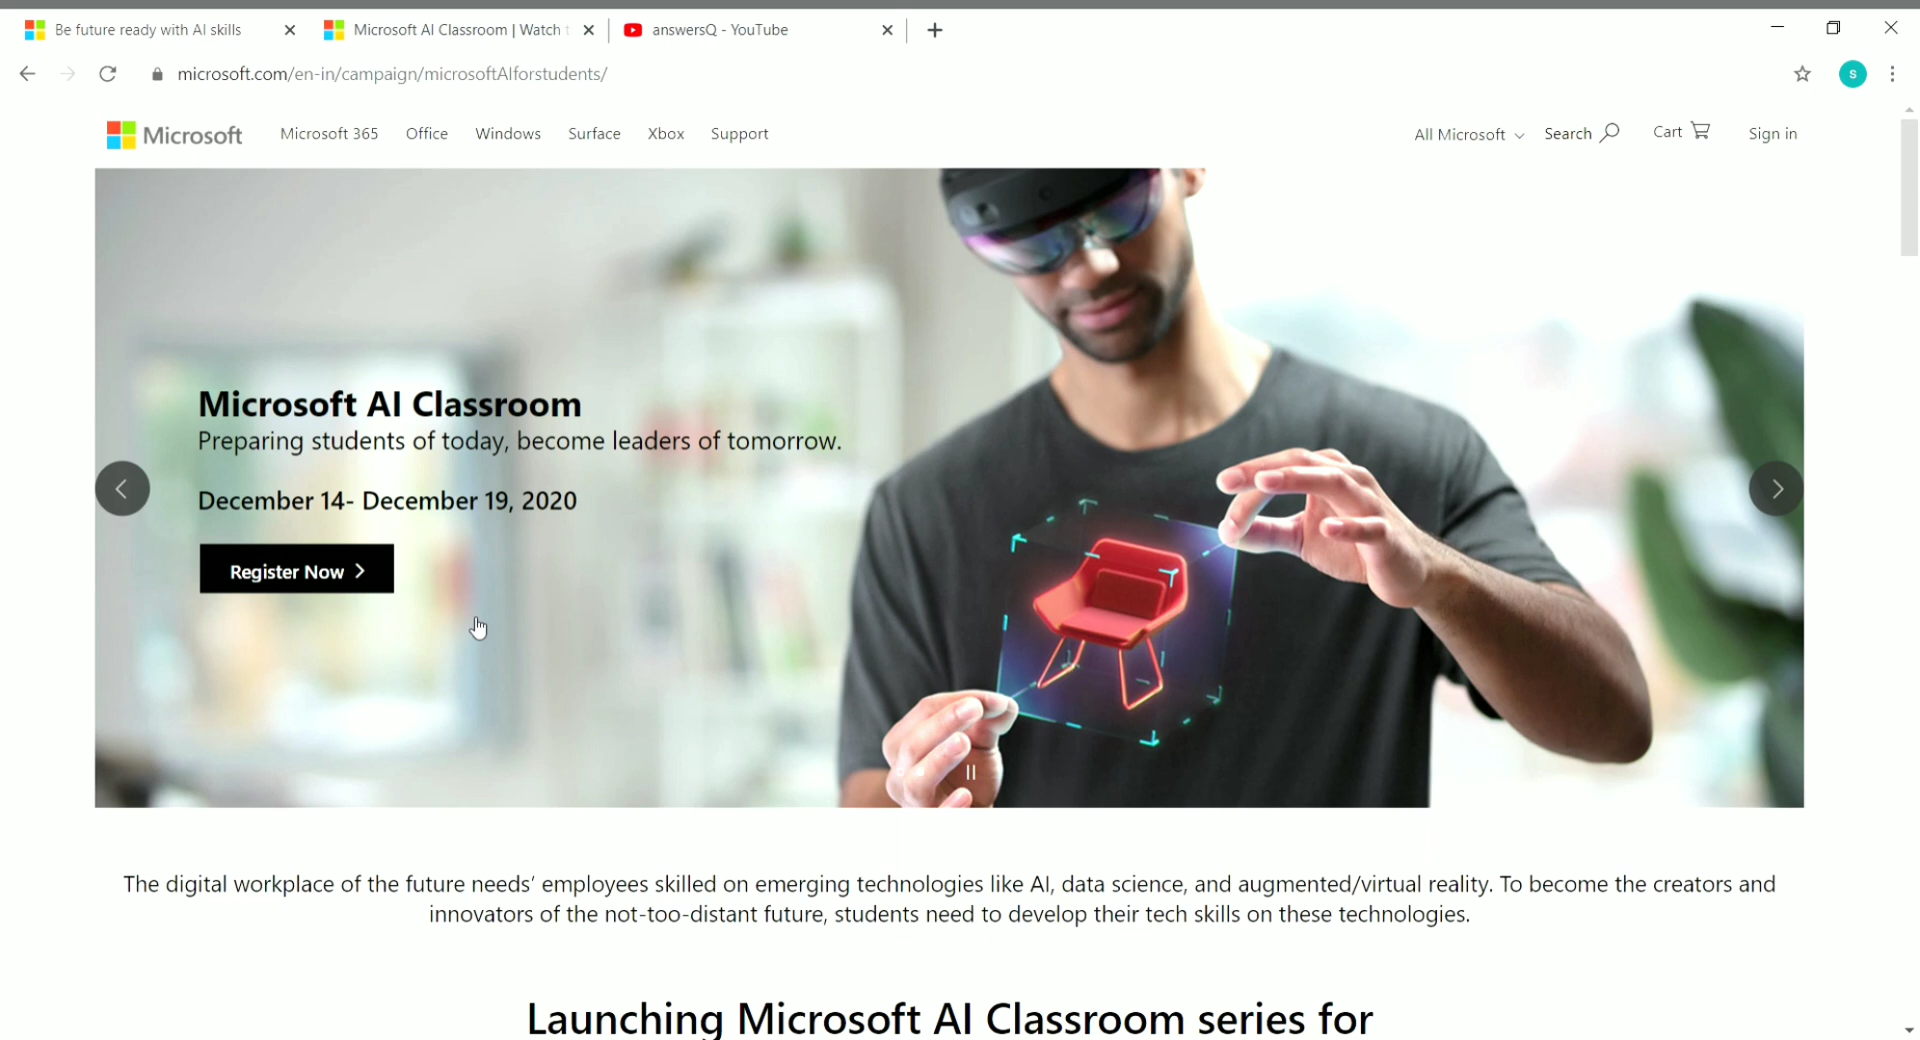 Be future ready with AI skills
Microsoft AI Classroom | Watch t
answersQ - YouTube
microsoft.com/en-in/campaign/microsoftAIforstudents/
S
Microsoft
Microsoft 365 Office Windows Surface Xbox Support
All Microsoft Search Cart Sign in
Microsoft AI Classroom
Preparing students of today, become leaders of tomorrow.
December 14- December 19, 2020
Register Now
The digital workplace of the future needs' employees skilled on emerging technologies like AI, data science, and augmented/virtual reality. To become the creators and
innovators of the not-too-distant future, students need to develop their tech skills on these technologies.
Launching Microsoft AI Classroom series for